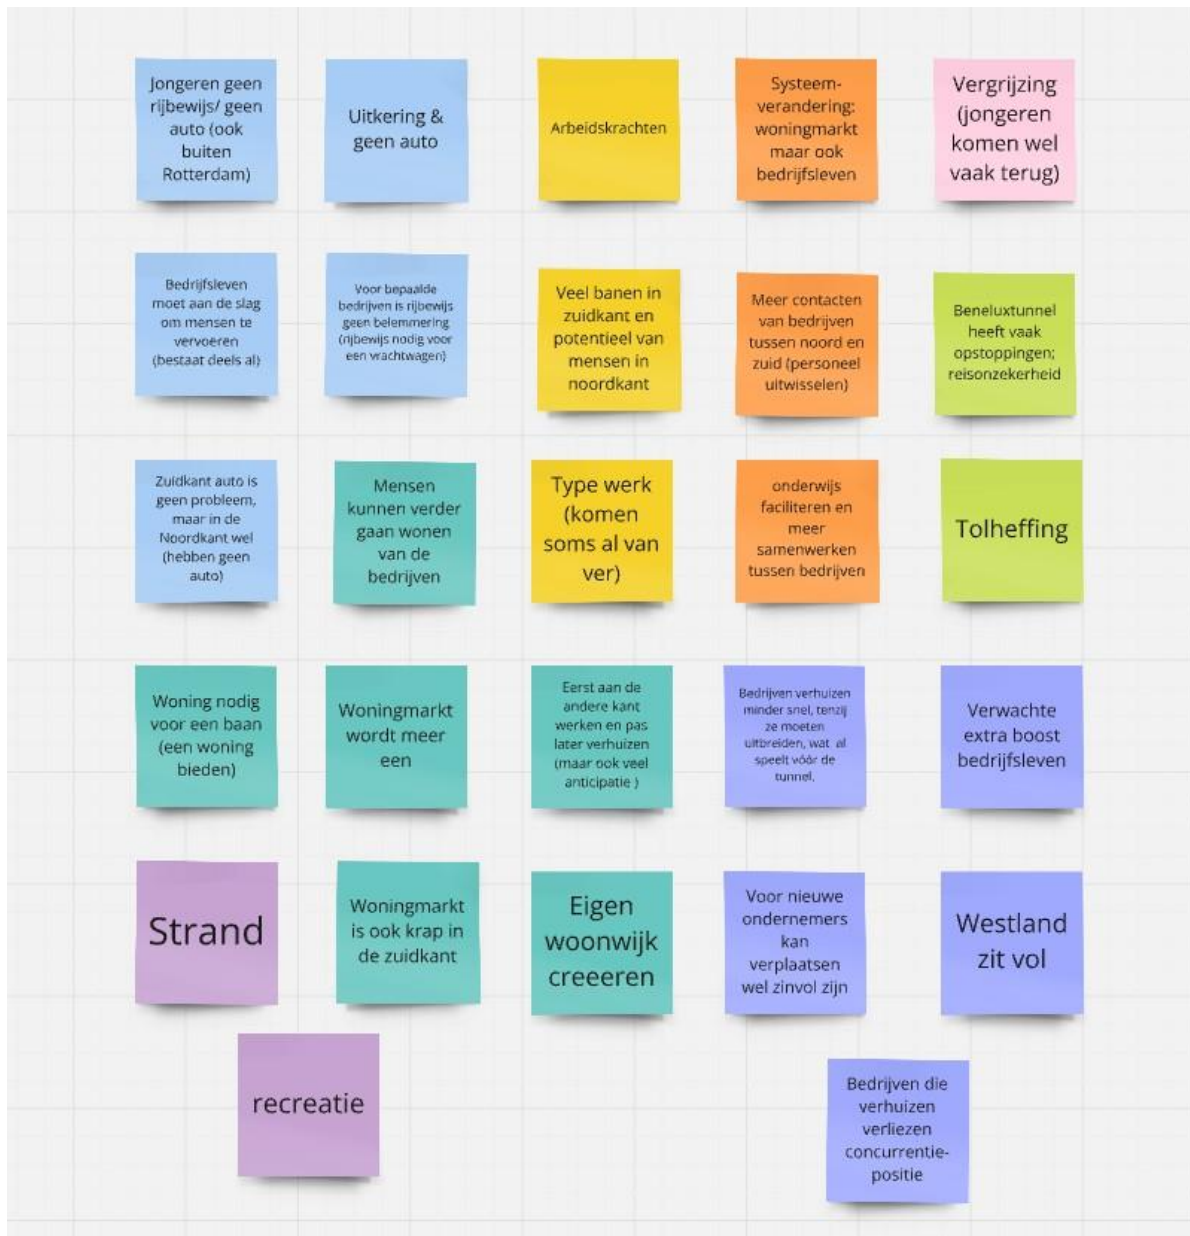 Jongeren geen
rijbewijs/ geen
auto (ook
buiten
Rotterdam)
Uitkering &
geen auto
Arbeidskrachten
Systeem-
verandering:
woningmarkt
maar ook
bedrijfsleven
Vergrijzing
(jongeren
komen wel
vaak terug)
Bedrijfsleven
moet aan de slag
om mensen te
vervoeren
(bestaat deels al)
Voor bepaalde
bedrijven is rijbewijs
geen belemmering
(rijbewijs nodig voor
een vrachtwagen)
Veel banen in
zuidkant en
potentieel van
mensen in
noordkant
Meer contacten
van bedrijven
tussen noord en
zuid (personeel
uitwisselen)
Beneluxtunnel
heeft vaak
opstoppingen;
reisonzekerheid
Zuidkant auto is
geen probleem,
maar in de
Noordkant wel
(hebben geen
auto)
Mensen
kunnen verder
gaan wonen
van de
bedrijven
Type werk
(komen
soms al van
ver)
onderwijs
faciliteren en
meer
samenwerken
tussen bedrijven
Tolheffing
Woning nodig
voor een baan
(een woning
bieden)
Woningmarkt
wordt meer
een
Eerst aan de
andere kant
werken en pas
later verhuizen
(maar ook veel
anticipatie )
Bedrijven verhuizen
minder snel, tenzij
ze moeten
uitbreiden, wat al
speelt vóór de
tunnel.
Verwachte
extra boost
bedrijfsleven
Strand
Woningmarkt
is ook krap in
de zuidkant
Eigen
woonwijk
creeeren
Voor nieuwe
ondernemers
kan
verplaatsen
wel zinvol zijn
Westland
zit vol
recreatie
Bedrijven die
verhuizen
verliezen
concurrentie-
positie